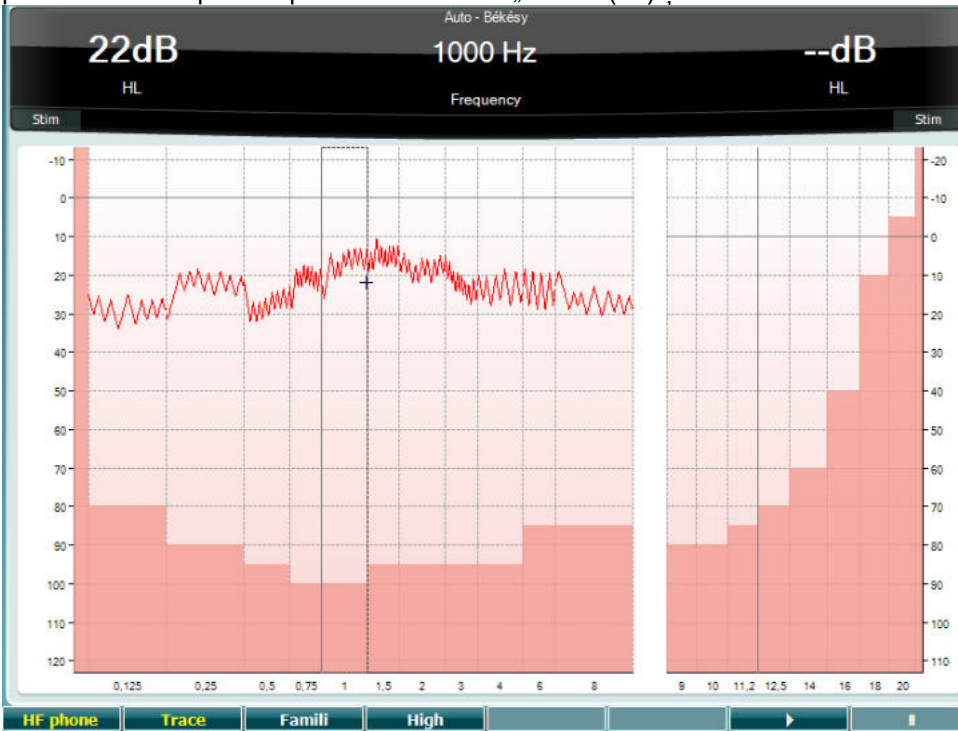 Auto - Békésy
22dB 1000 Hz --dB
HL HL
Frequency
Stim Stim
-10 -20
0 -10
10 0
20 10
30 20
40 30
50 40
60 50
70 60
80 70
90 80
100 90
110 100
120 110
0,125 0,25 0,5 0,75 1 1,5 2 3 4 6 8 9 10 11,2 12,5 14 16 18 20
HF phone Trace Famili High